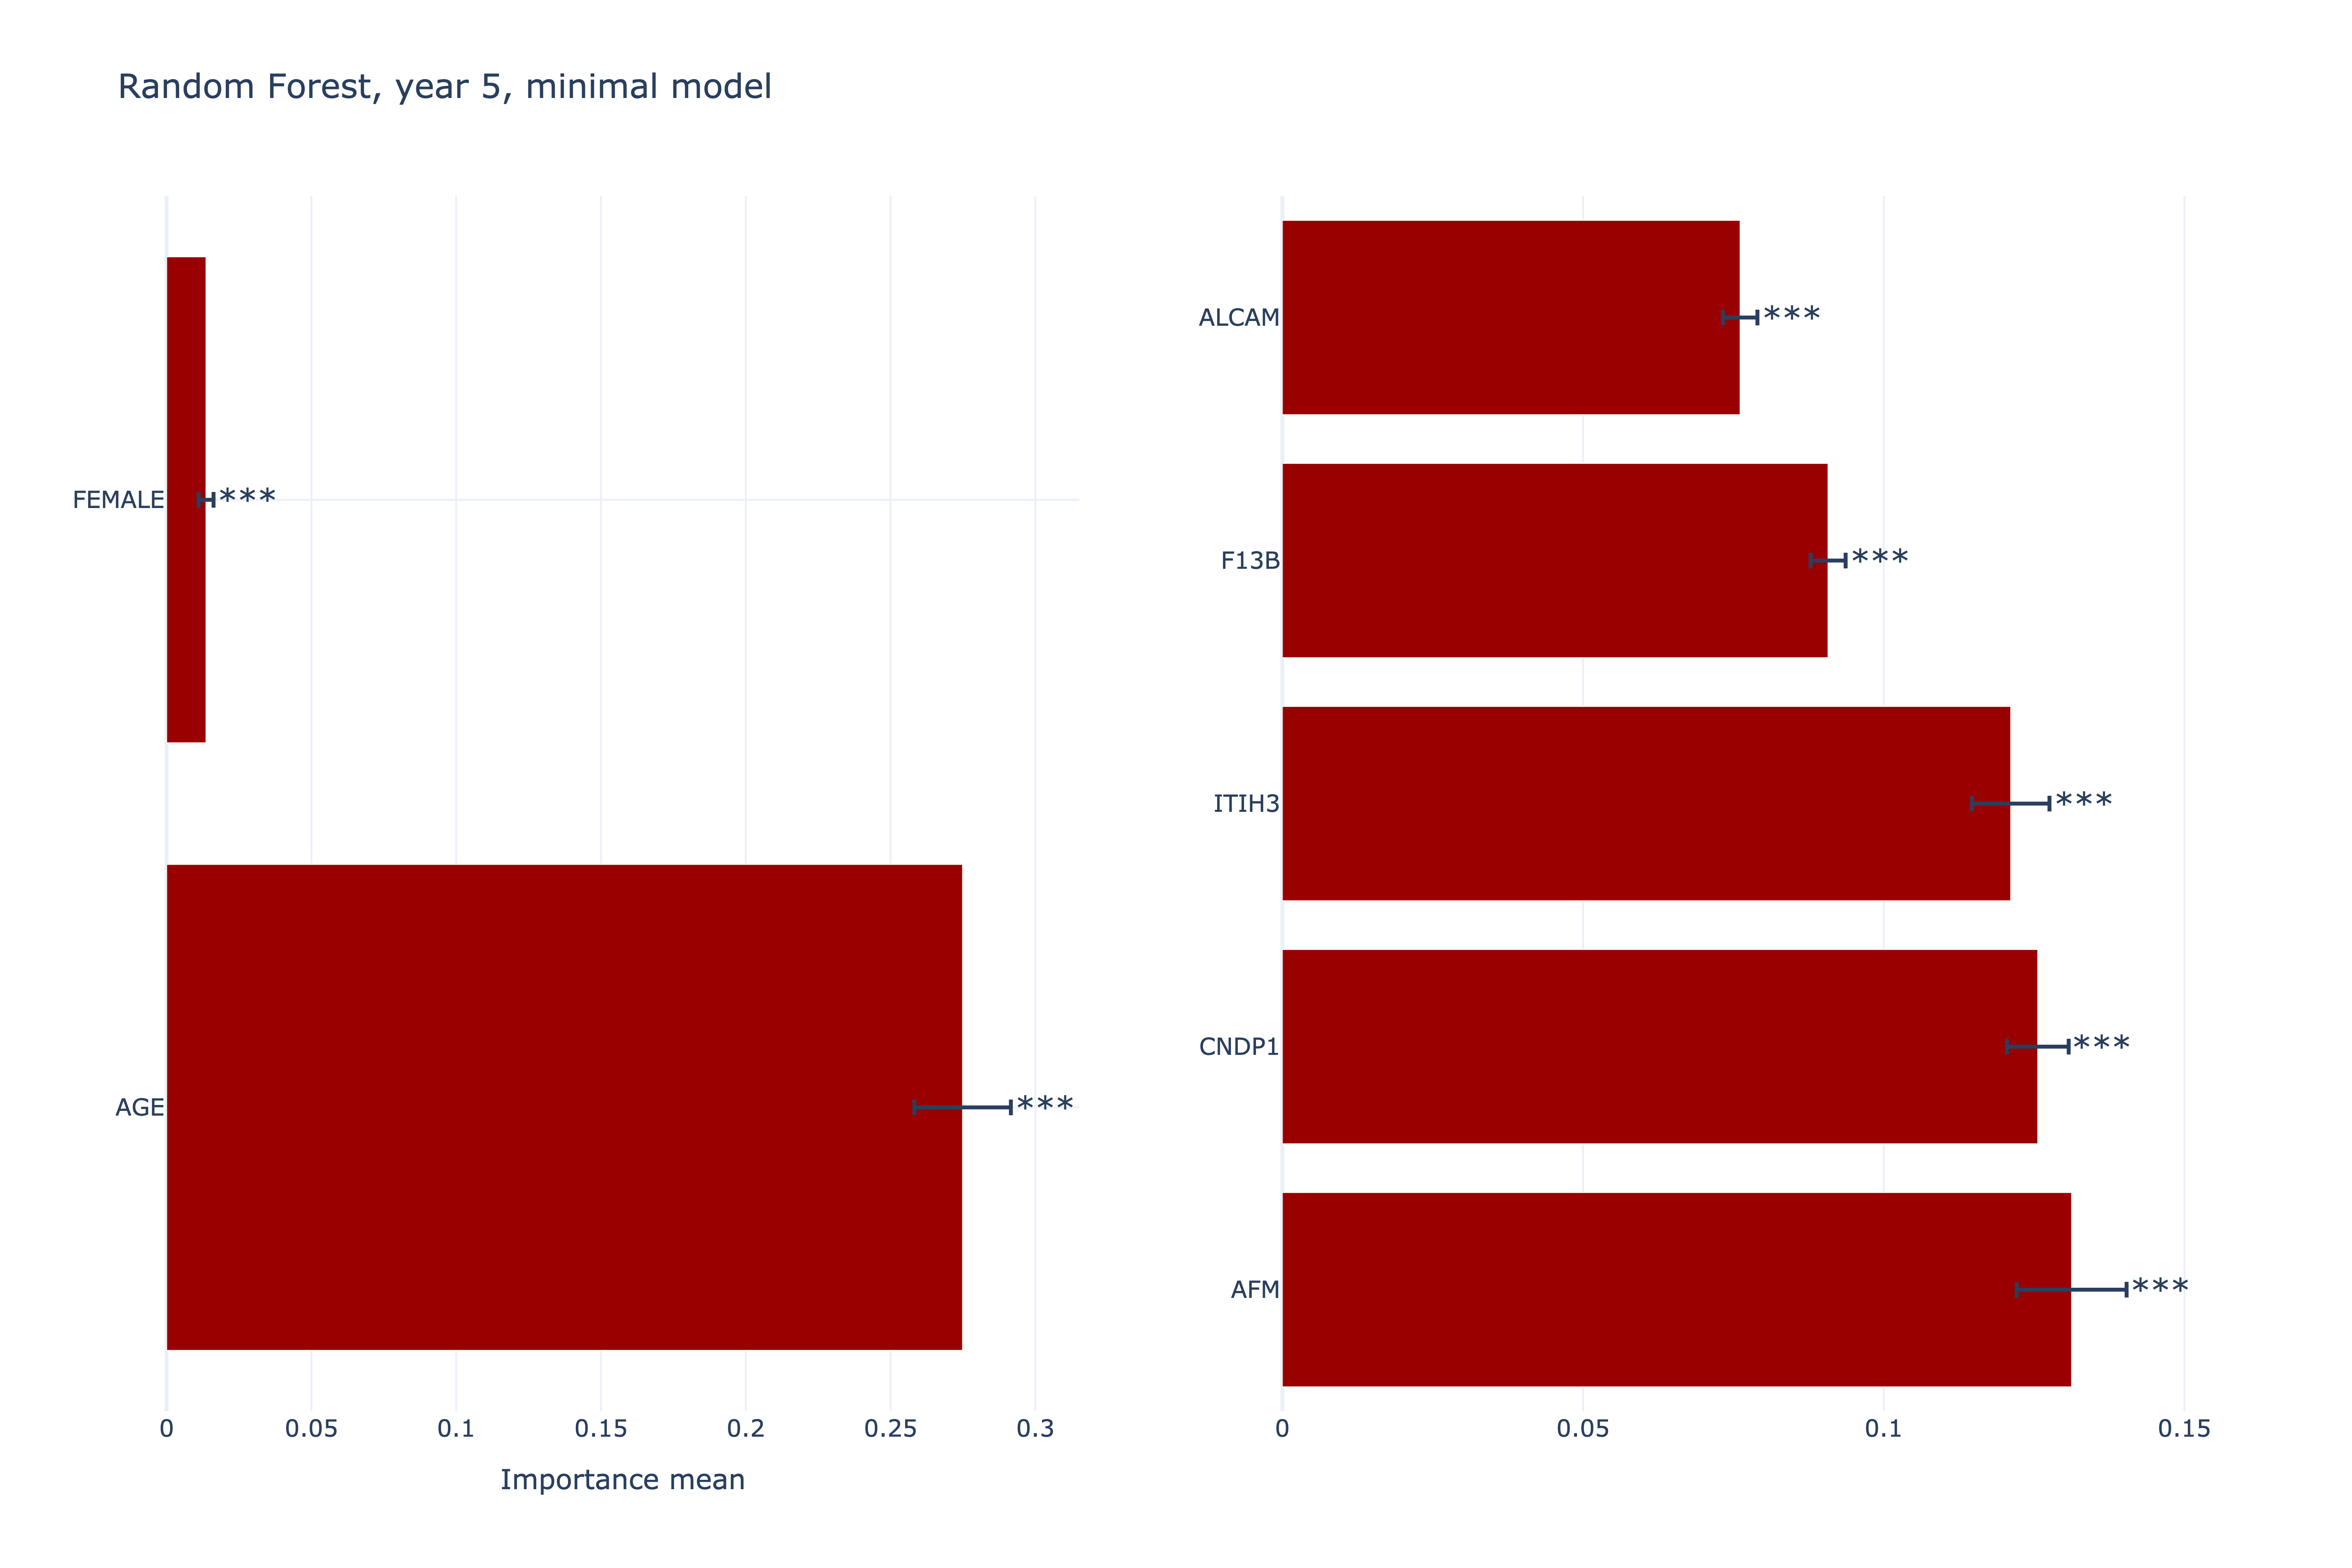 Random Forest, year 5, minimal model
FEMALE
***
AGE
***
0 0.05 0.1 0.15 0.2 0.25 0.3
Importance mean
ALCAM
***
F13B
***
ITIH3
***
CNDP1
***
AFM
***
0 0.05 0.1 0.15